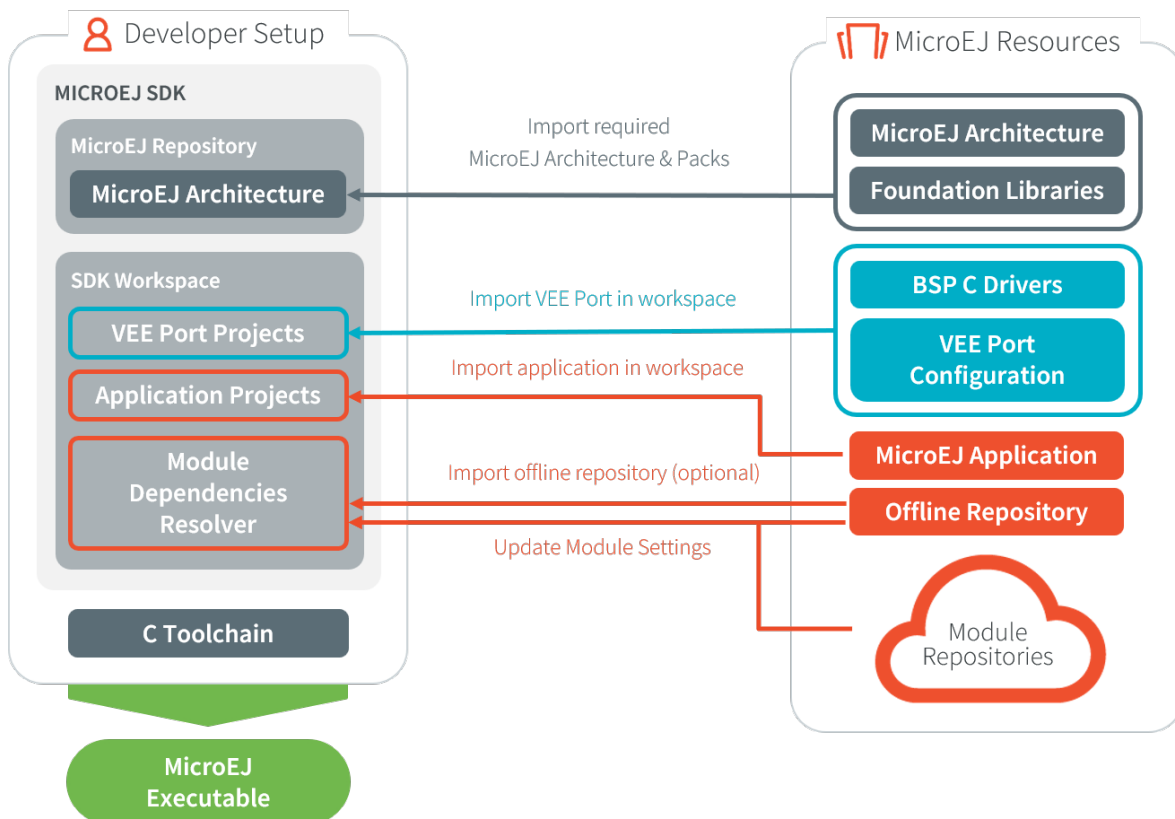 Developer Setup
MICROEJ SDK
MicroEJ Repository
MicroEJ Architecture
SDK Workspace
VEE Port Projects
Application Projects
Module
Dependencies
Resolver
C Toolchain
MicroEJ
Executable
Import required
MicroEJ Architecture & Packs
Import VEE Port in workspace
Import application in workspace
Import offline repository (optional)
Update Module Settings
MicroEJ Resources
MicroEJ Architecture
Foundation Libraries
BSP C Drivers
VEE Port
Configuration
MicroEJ Application
Offline Repository
Module
Repositories